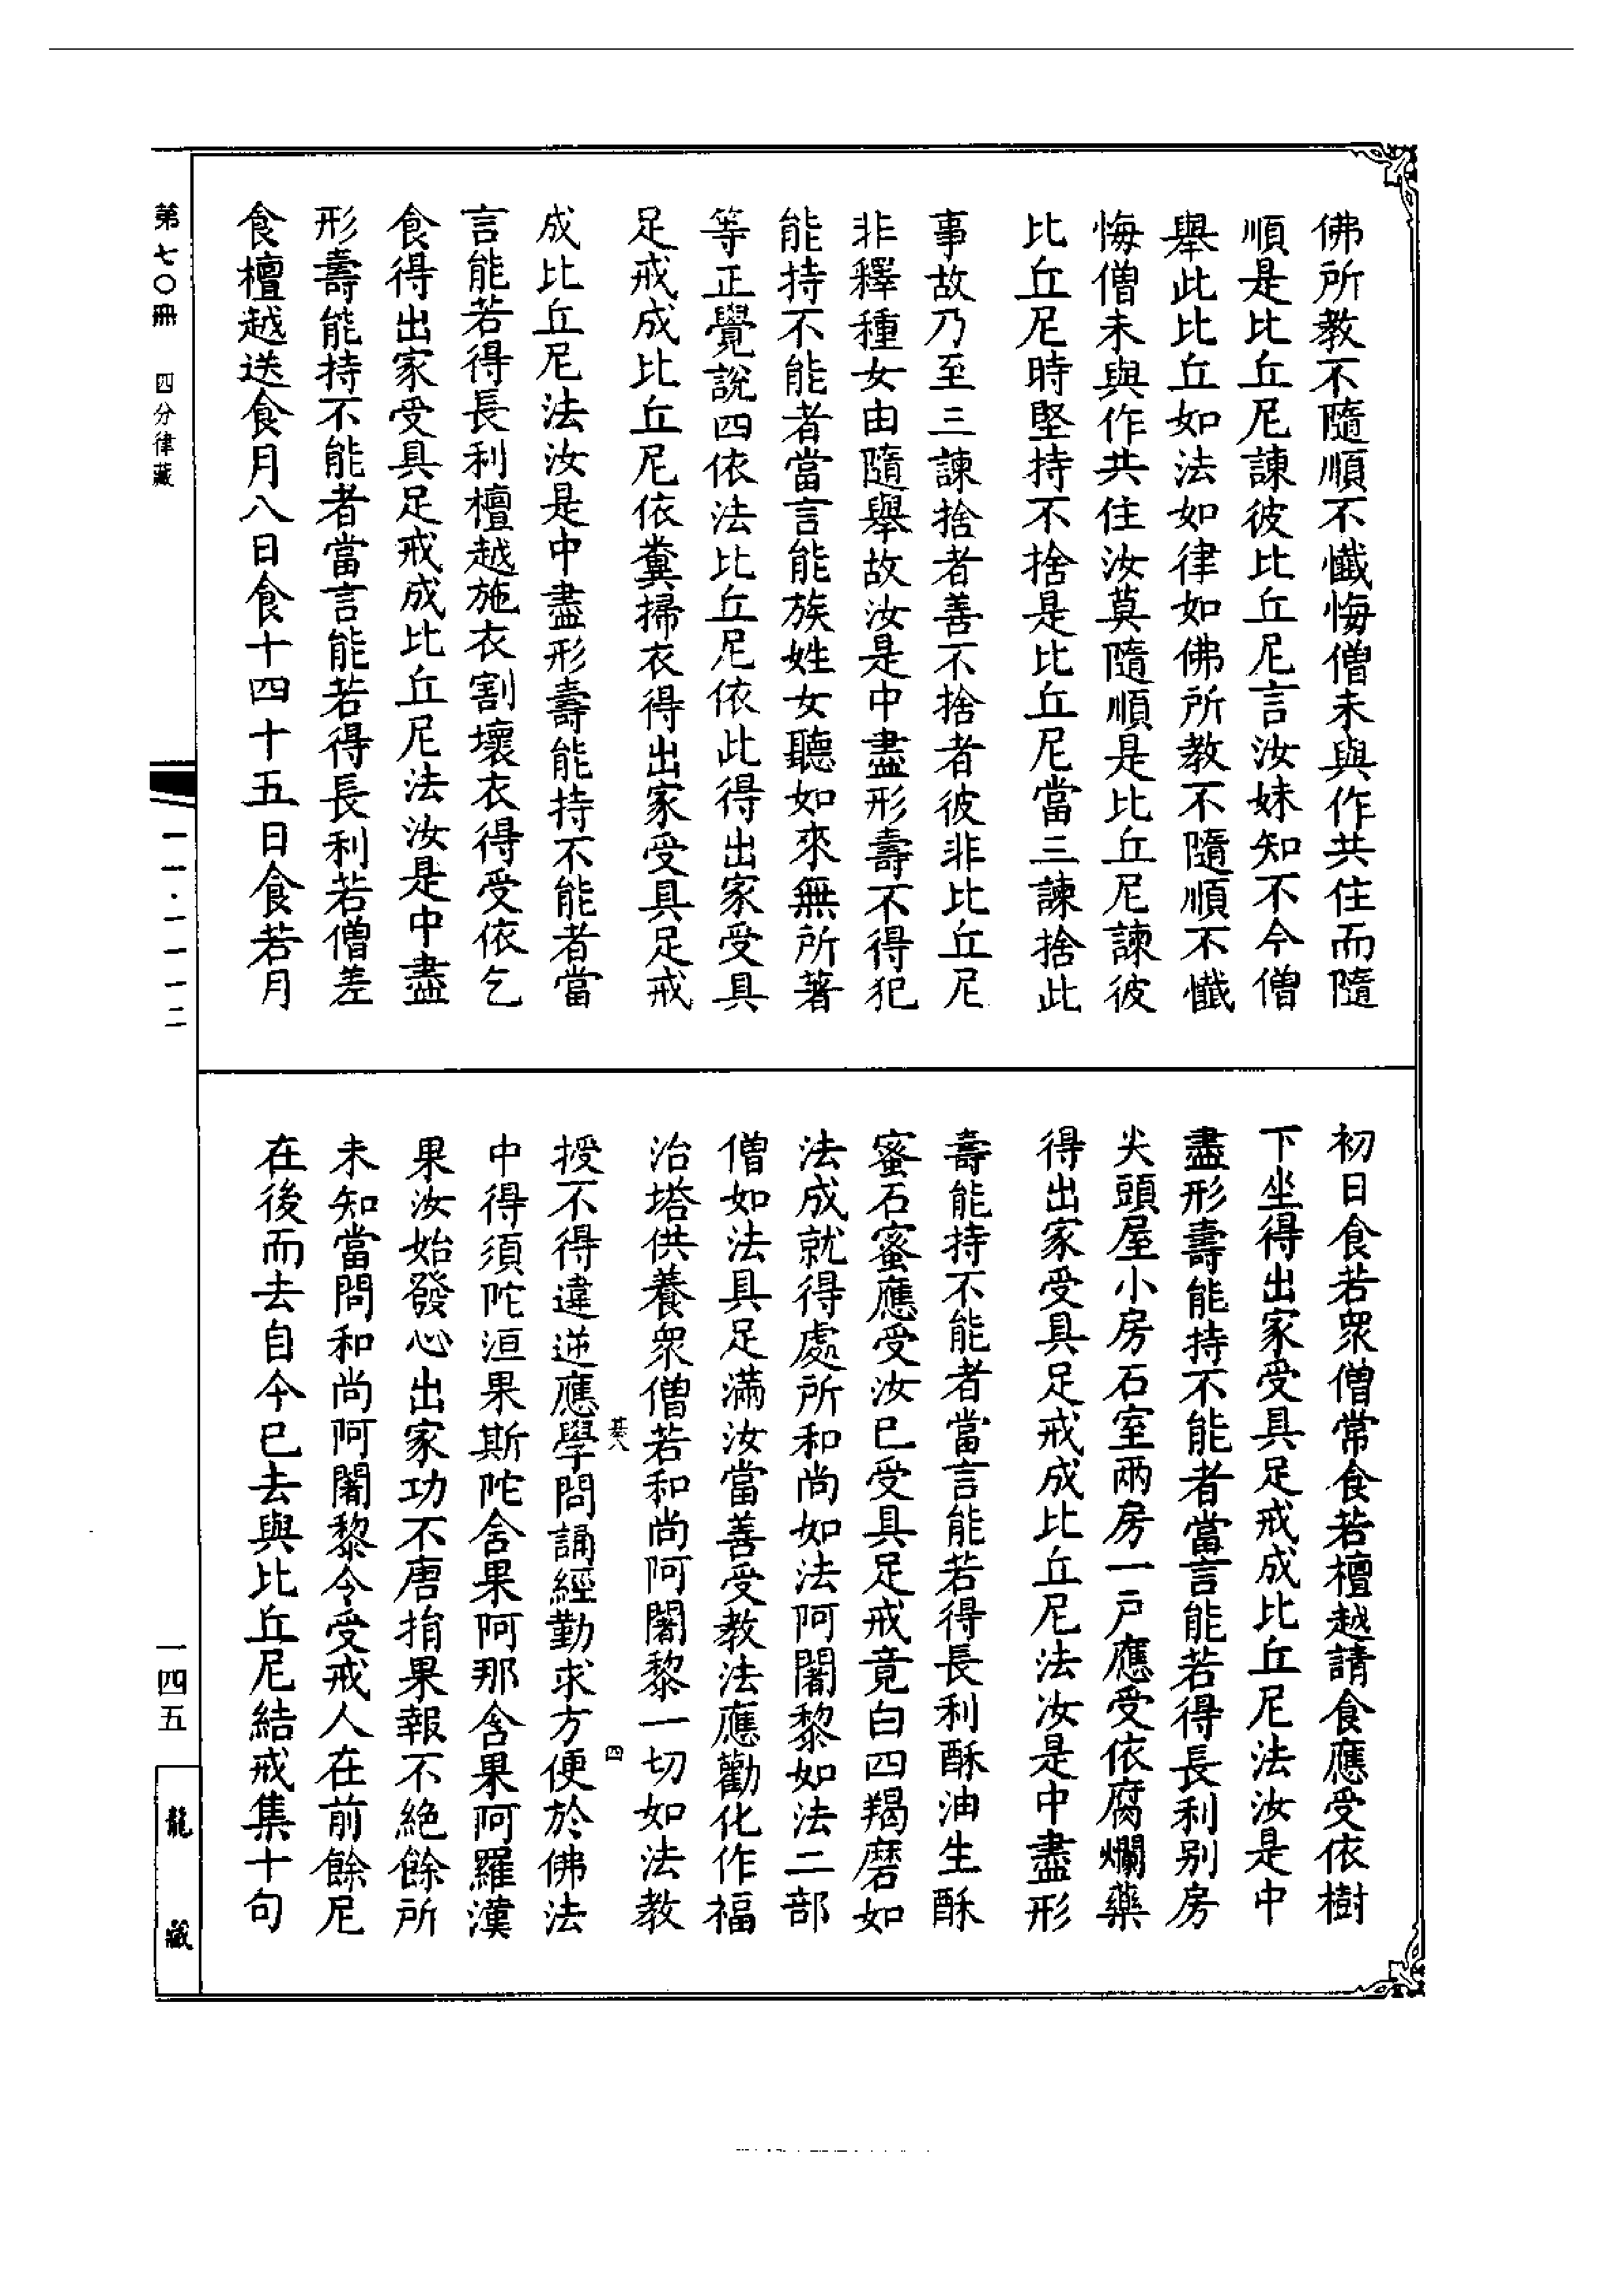 佛所教不隨順不懺悔僧未與作共住而隨
順是比丘尼諫彼比丘尼言汝妹知不今僧
舉此比丘如法如律如佛所教不隨順不懺
悔僧未與作共住汝莫隨順是比丘尼諫彼
比丘尼時堅持不捨是比丘尼當三諫捨此
事故乃至三諫捨者善不捨者彼非比丘尼
非釋種女由隨舉故汝是中盡形壽不得犯
能持不能者當言能族姓女聽如來無所著
等正覺說四依法比丘尼依此得出家受具
足戒成比丘尼依糞掃衣得出家受具足戒
成比丘尼法汝是中盡形壽能持不能者當
言能若得長利檀越施衣割壞衣得受依乞
食得出家受具足戒成比丘尼法汝是中盡
形壽能持不能者當言能若得長利若僧差
食檀越送食月八日食十四十五日食若月
初日食若眾僧常食若檀越請食應受依樹
下坐得出家受具足戒成比丘尼法汝是中
盡形壽能持不能者當言能若得長利別房
尖頭屋小房石室兩房一戶應受依腐爛藥
得出家受具足戒成比丘尼法汝是中盡形
壽能持不能者當言能若得長利酥油生酥
蜜石蜜應受汝已受具足戒竟白四羯磨如
法成就得處所和尚如法阿闍黎如法二部
僧如法具足滿汝當善受教法應勸化作福
治塔供養眾僧若和尚阿闍黎一切如法教
碁八
四
授不得違逆應學問誦經勤求方便於佛法
中得須陀洹果斯陀含果阿那含果阿羅漢
果汝始發心出家功不唐捐果報不絕餘所
未知當問和尚阿闍黎令受戒人在前餘尼
在後而去自今已去與比丘尼結戒集十句
第七〇冊
四分律藏
一一·一一一二
一四五
龍藏